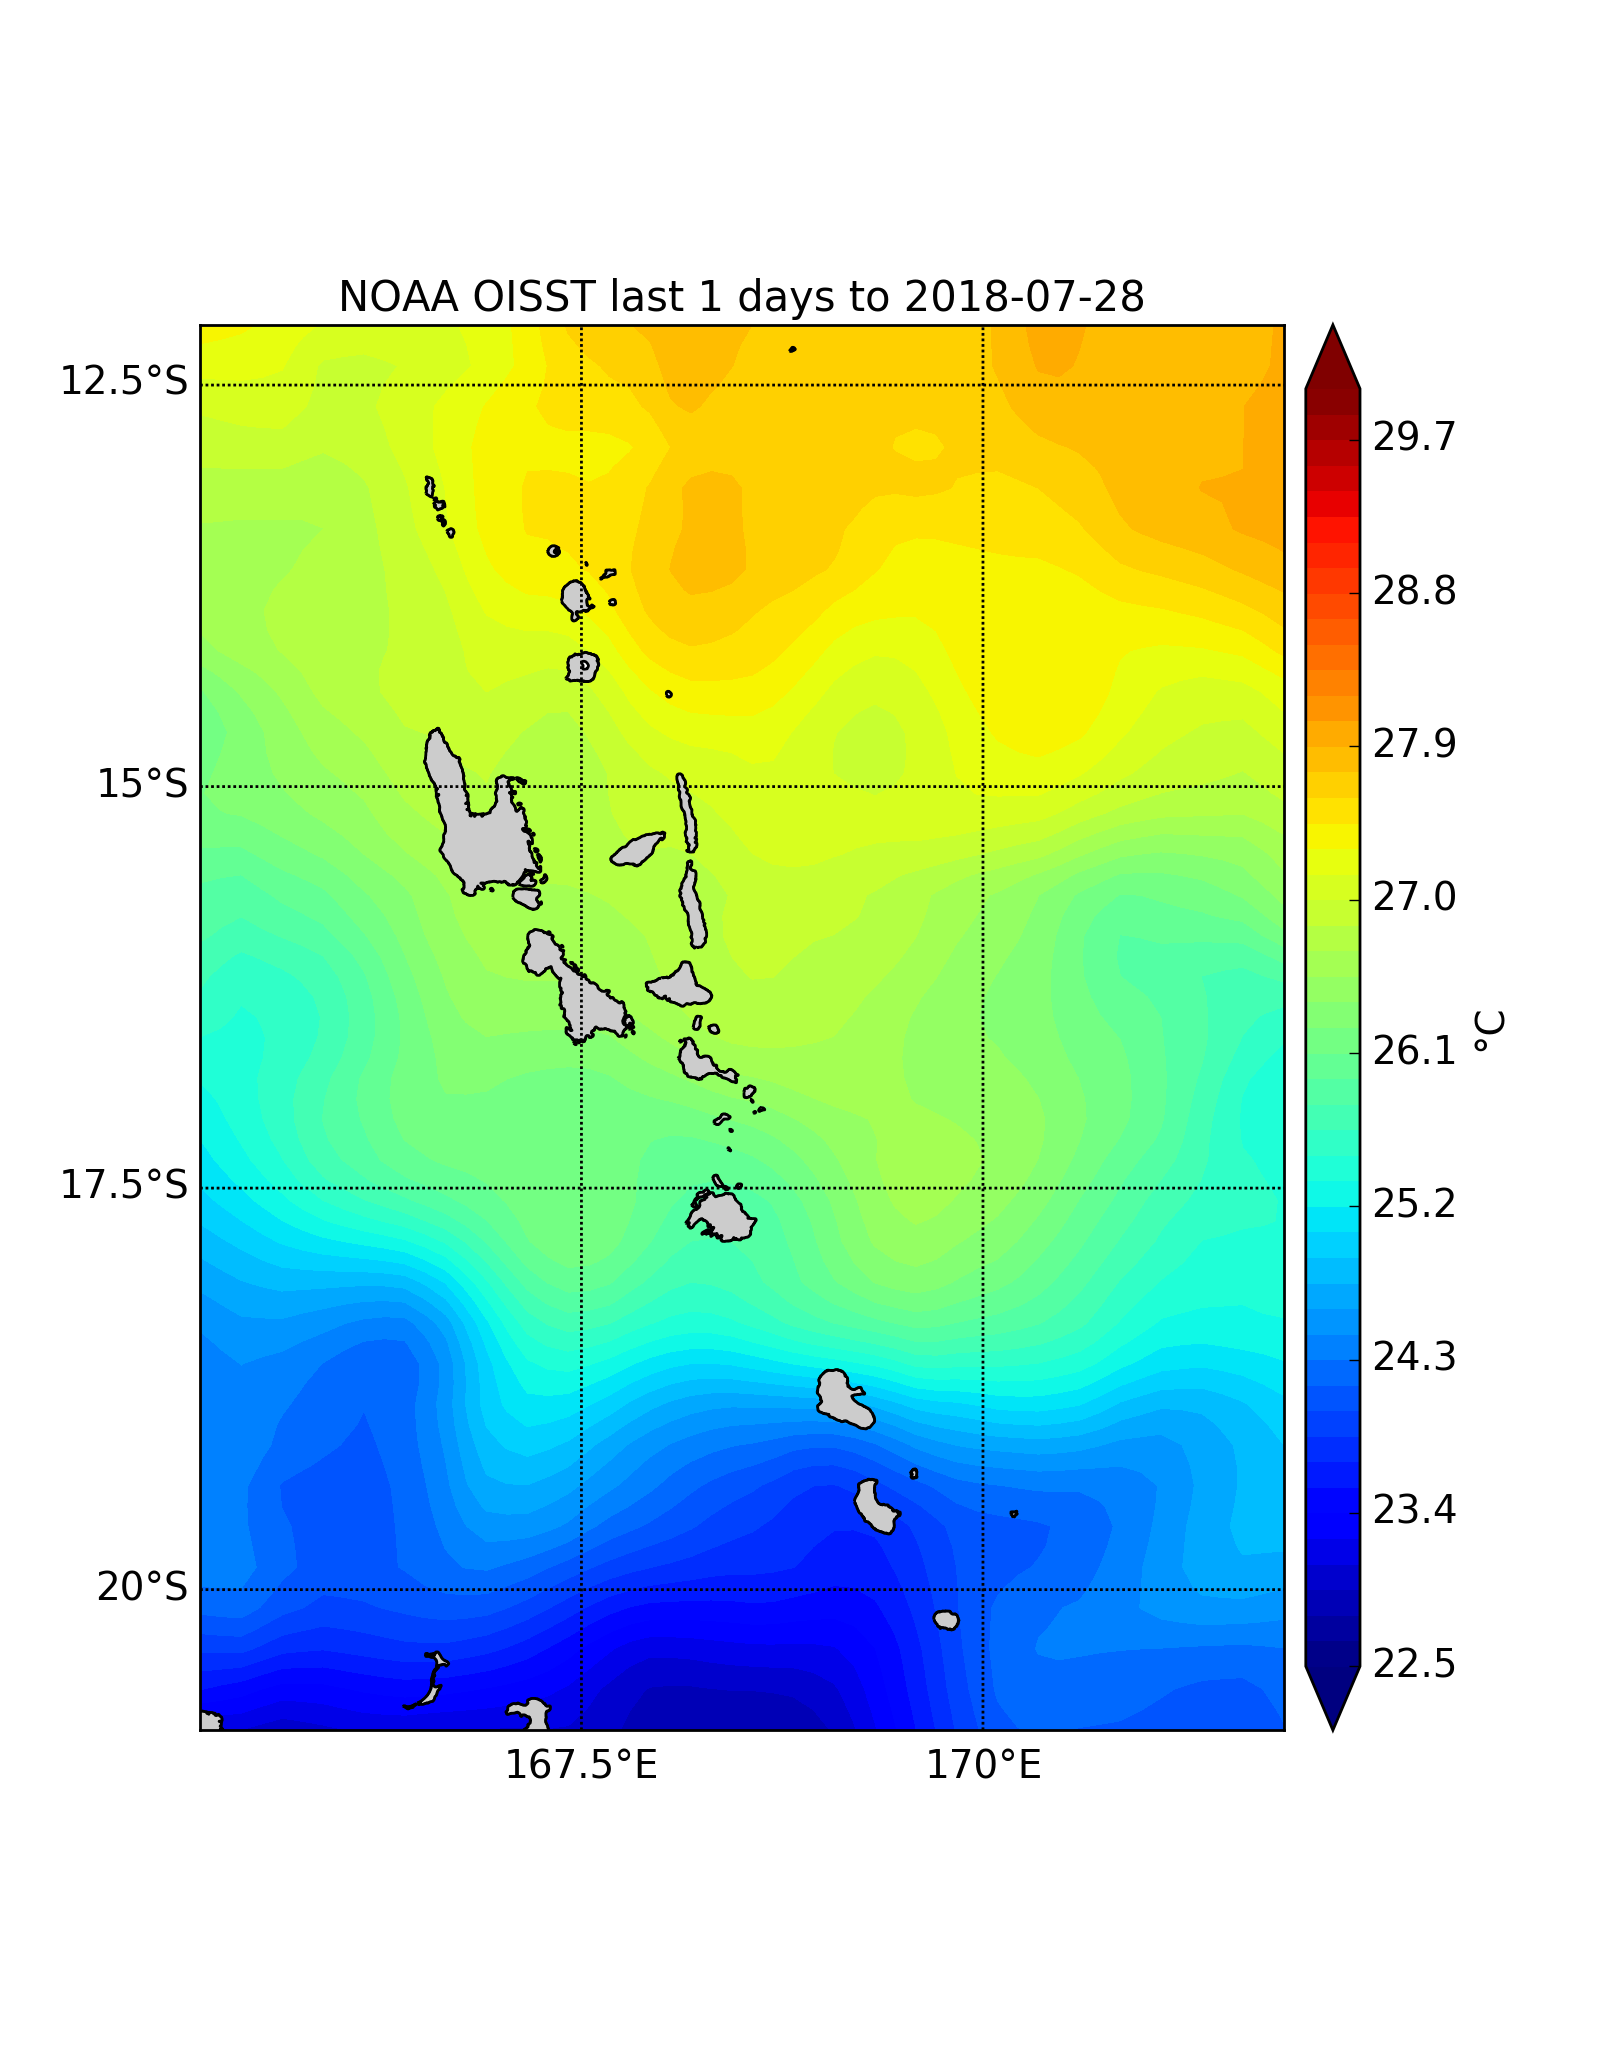 NOAA OISST last 1 days to 2018-07-28
12.5°S
15°S
17.5°S
20°S
167.5°E
170°E
29.7
28.8
27.9
27.0
26.1
25.2
24.3
23.4
22.5
°C